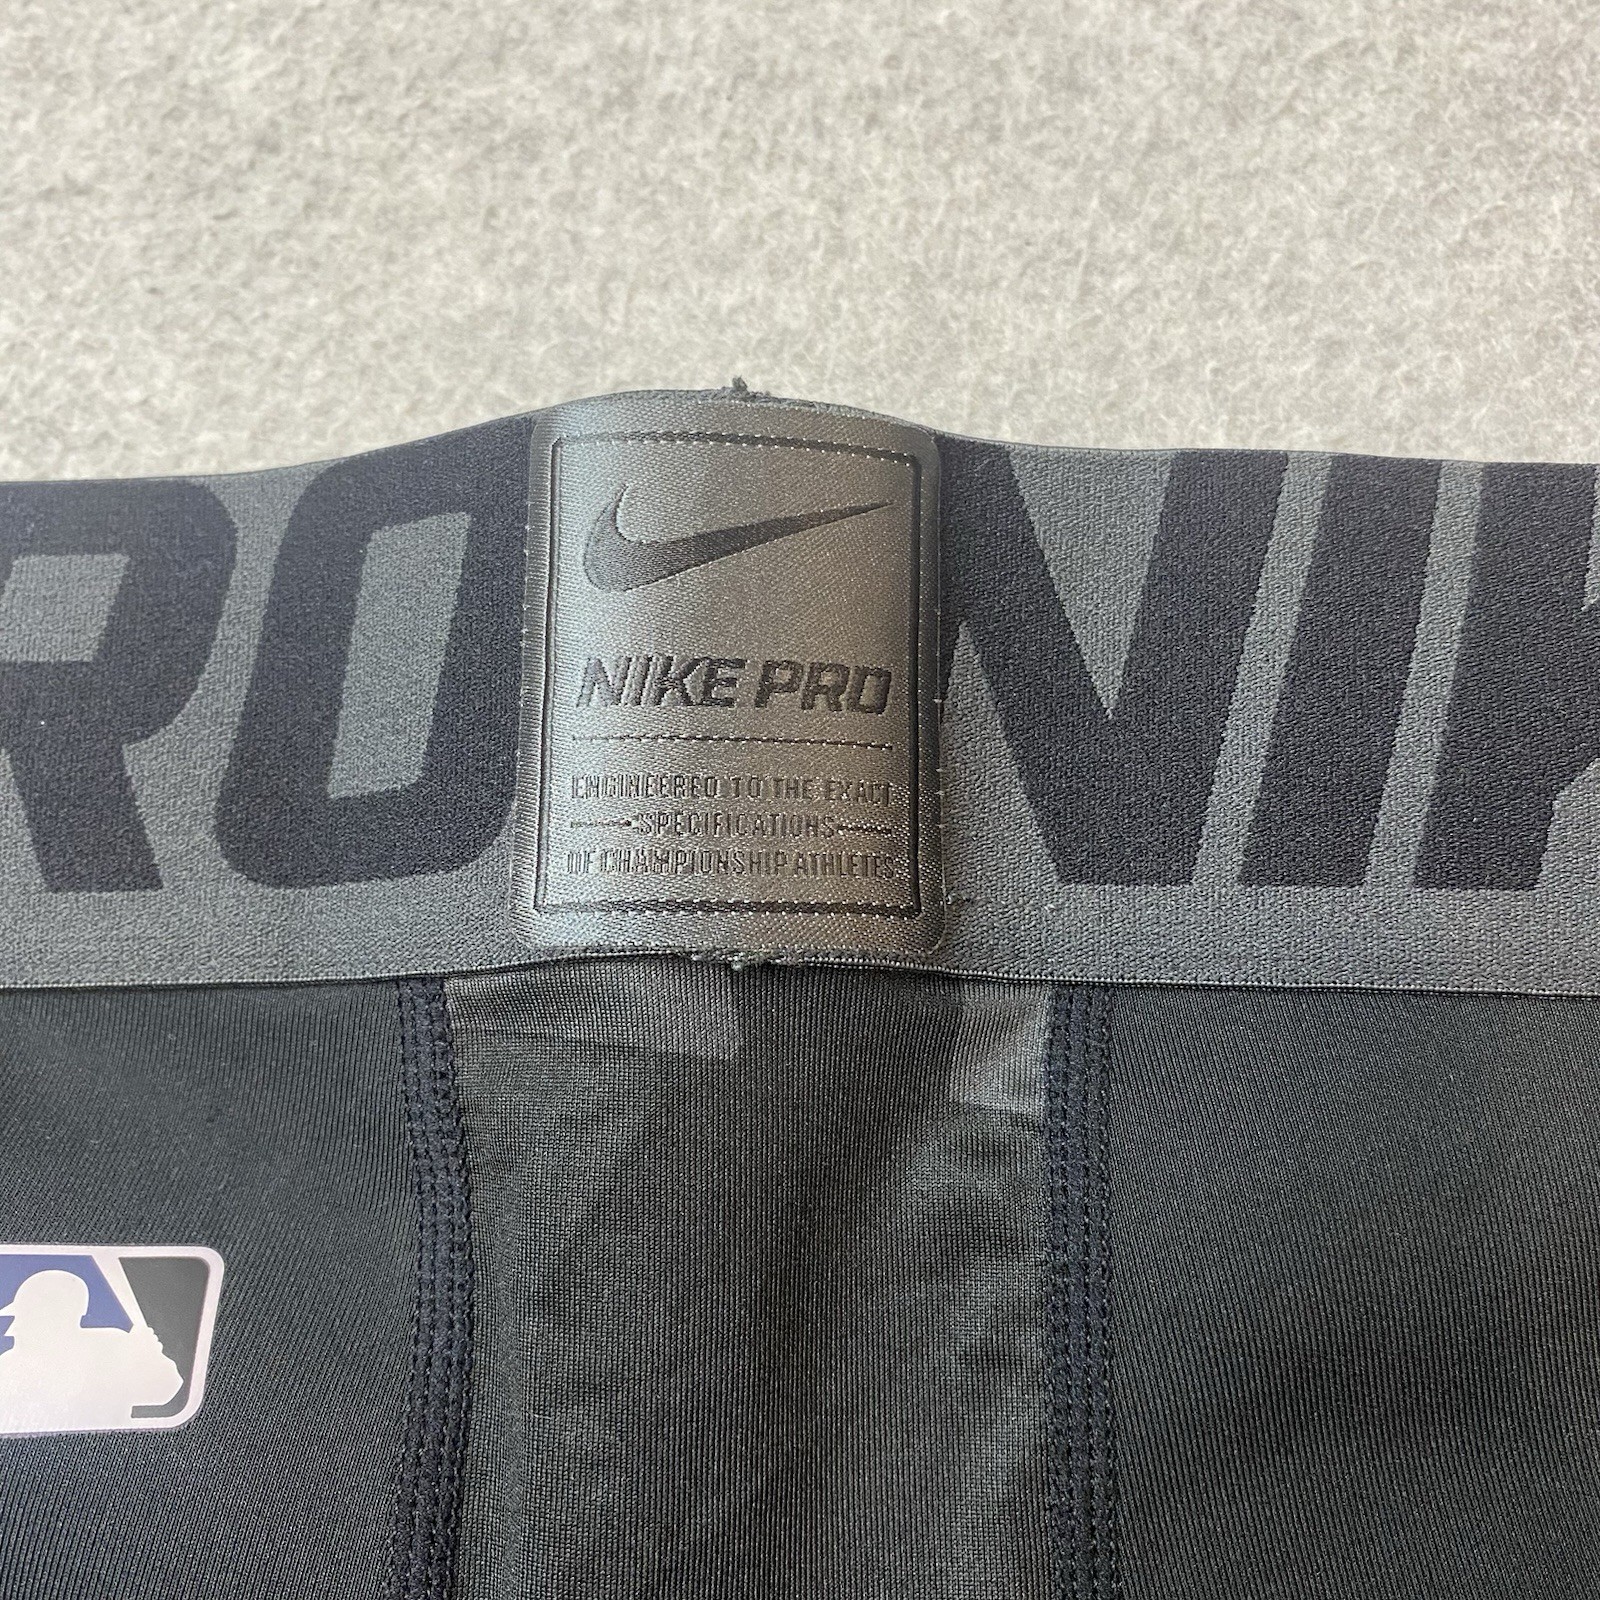 RO
NIK
NIKE PRO
ENGINEERED TO THE EXACT
SPECIFICATIONS
OF CHAMPIONSHIP ATHLETES